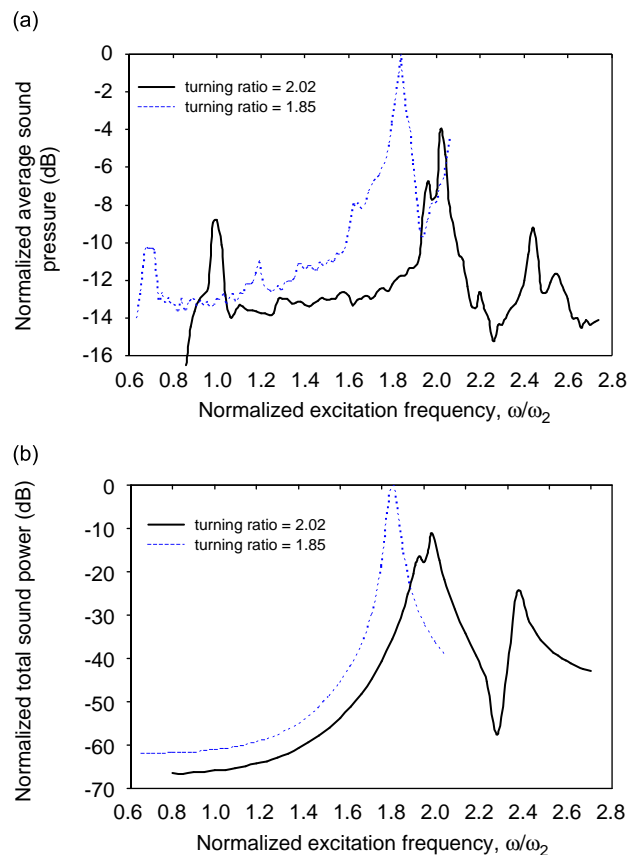 (a)
Normalized average sound
pressure (dB)
0
-2
-4
-6
-8
-10
-12
-14
-16
turning ratio = 2.02
turning ratio = 1.85
0.6 0.8 1.0 1.2 1.4 1.6 1.8 2.0 2.2 2.4 2.6 2.8
Normalized excitation frequency, ω/ω₂
(b)
Normalized total sound power (dB)
0
-10
-20
-30
-40
-50
-60
-70
turning ratio = 2.02
turning ratio = 1.85
0.6 0.8 1.0 1.2 1.4 1.6 1.8 2.0 2.2 2.4 2.6 2.8
Normalized excitation frequency, ω/ω₂